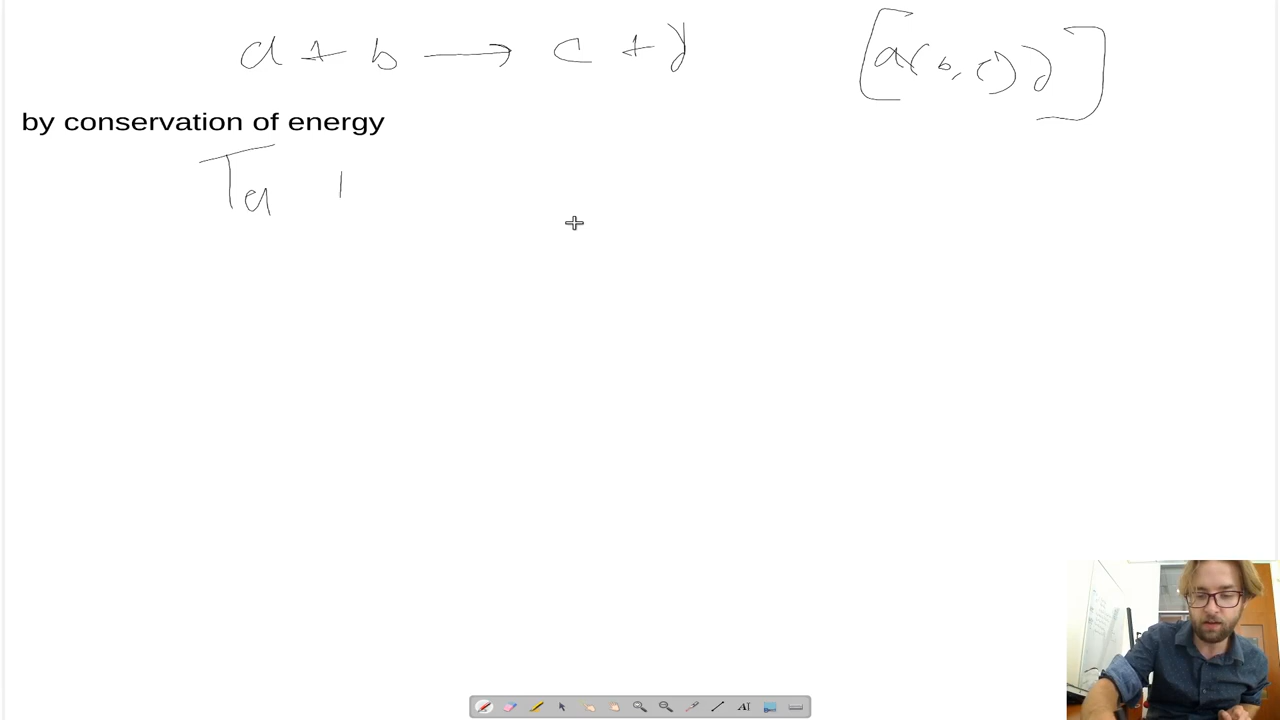 a + b → c + d [a(b,c)d]
by conservation of energy
Ta